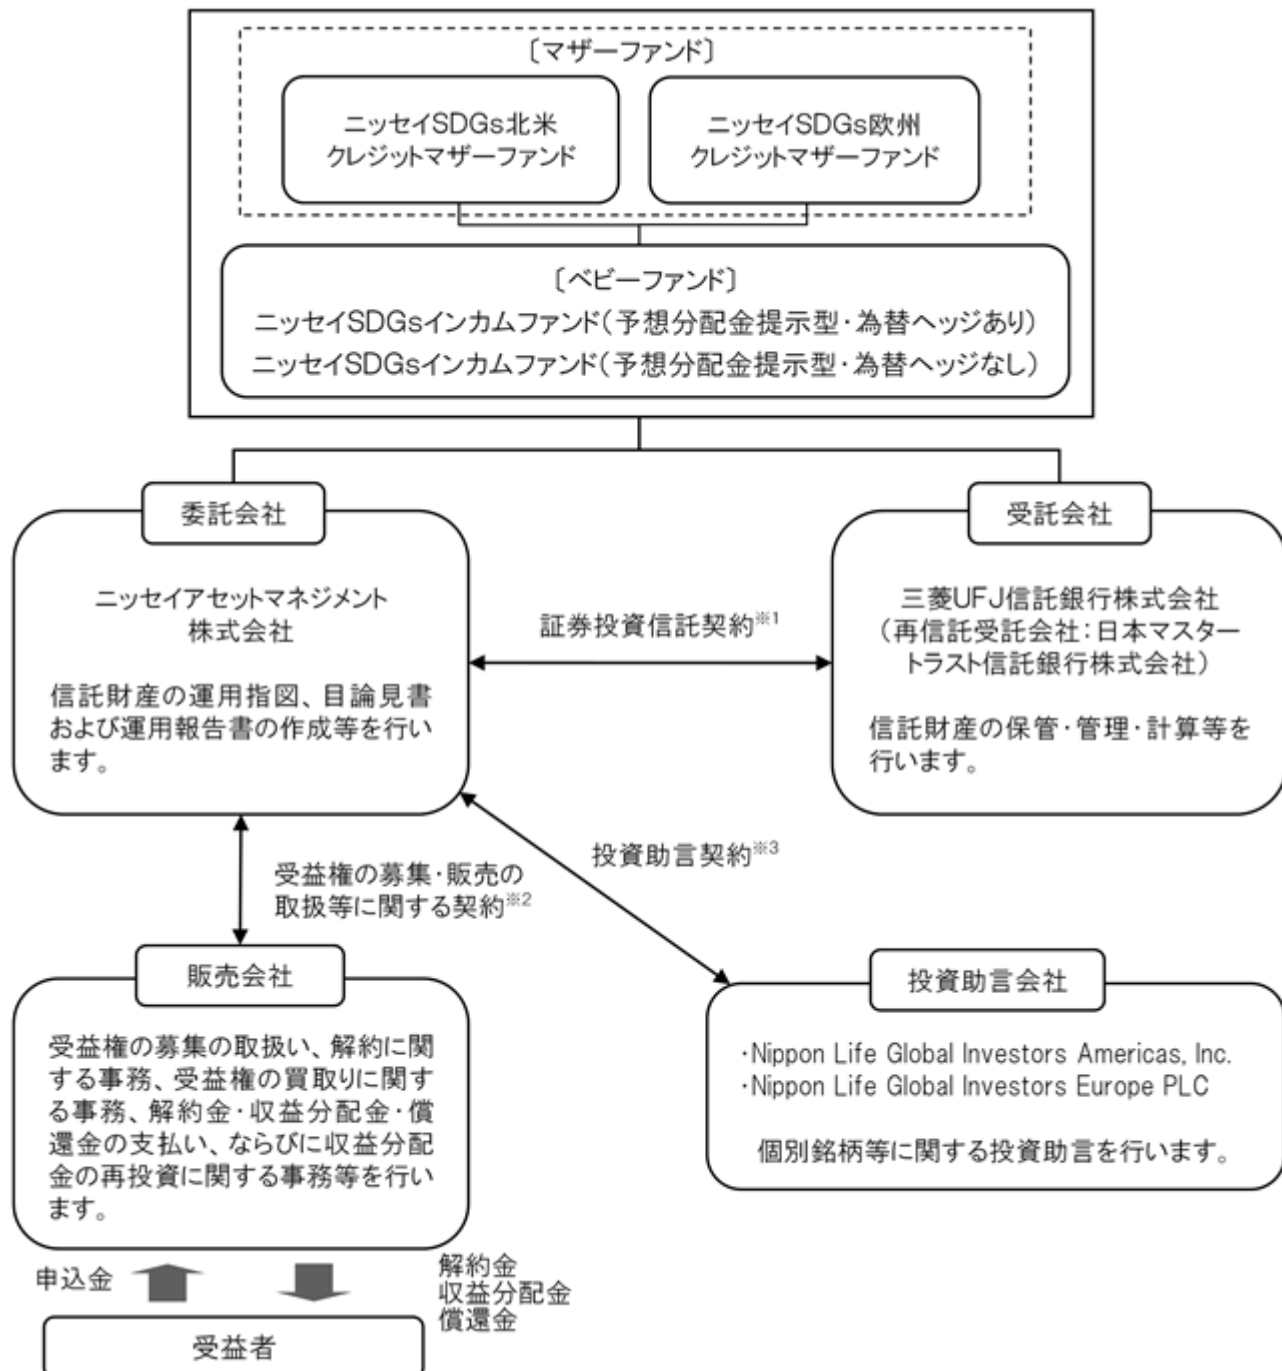 〔マザーファンド〕
ニッセイSDGs北米
クレジットマザーファンド
ニッセイSDGs欧州
クレジットマザーファンド
〔ベビーファンド〕
ニッセイSDGsインカムファンド（予想分配金提示型・為替ヘッジあり）
ニッセイSDGsインカムファンド（予想分配金提示型・為替ヘッジなし）
委託会社
ニッセイアセットマネジメント
株式会社
信託財産の運用指図、目論見書
および運用報告書の作成等を行い
ます。
証券投資信託契約※1
受託会社
三菱UFJ信託銀行株式会社
（再信託受託会社：日本マスター
トラスト信託銀行株式会社）
信託財産の保管・管理・計算等を
行います。
受益権の募集・販売の
取扱等に関する契約※2
投資助言契約※3
販売会社
受益権の募集の取扱い、解約に関
する事務、受益権の買取りに関す
る事務、解約金・収益分配金・償
還金の支払い、ならびに収益分配
金の再投資に関する事務等を行い
ます。
投資助言会社
・Nippon Life Global Investors Americas, Inc.
・Nippon Life Global Investors Europe PLC
個別銘柄等に関する投資助言を行います。
申込金
解約金
収益分配金
償還金
受益者